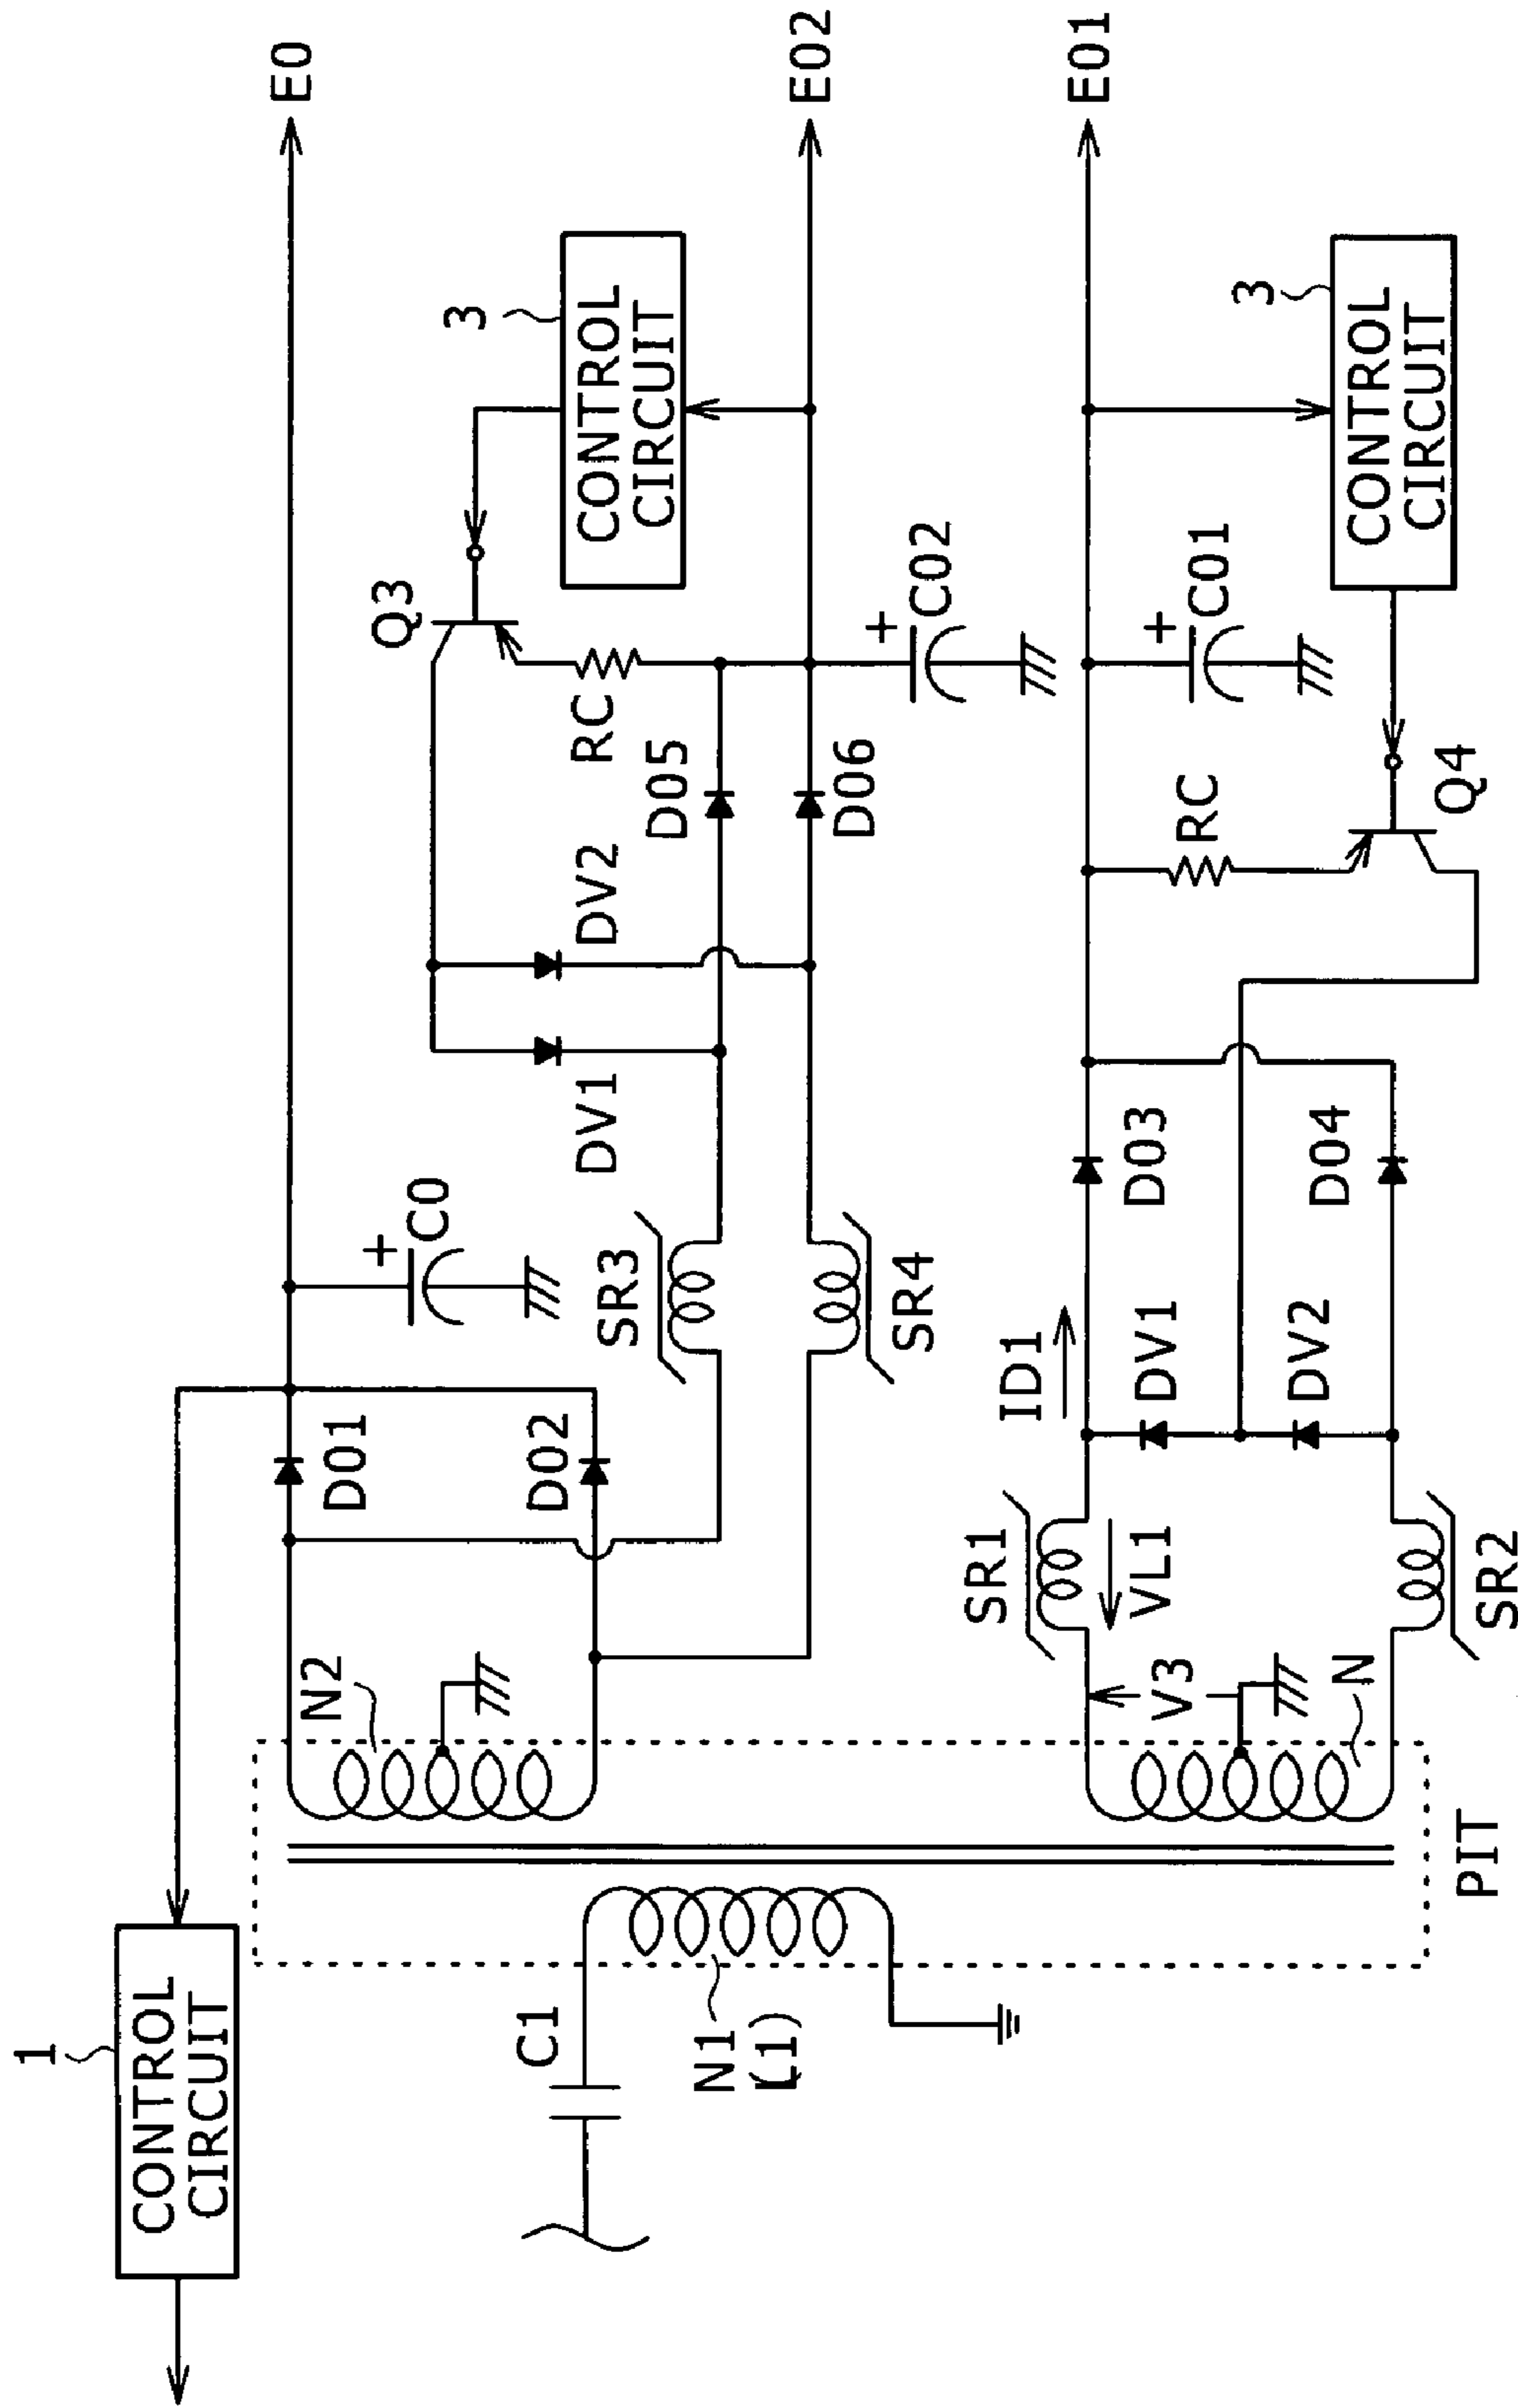 1
CONTROL
CIRCUIT
C1
N1
(L1)
PIT
N2
D01
D02
C0
+
E0
SR3
SR4
DV1
DV2
D05
D06
RC
Q3
3
CONTROL
CIRCUIT
C02
+
E02
N
V3
SR1
VL1
SR2
ID1
DV1
DV2
D03
D04
RC
Q4
C01
+
3
CONTROL
CIRCUIT
E01